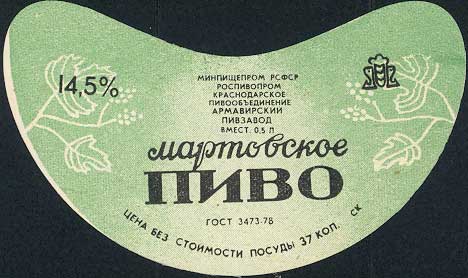 14,5%
МИНПИЩЕПРОМ РСФСР
РОСПИВОПРОМ
КРАСНОДАРСКОЕ
ПИВООБЪЕДИНЕНИЕ
АРМАВИРСКИЙ
ПИВЗАВОД
ВМЕСТ. 0,5 Л
мартовское
ПИВО
ГОСТ 3473-78
ЦЕНА БЕЗ СТОИМОСТИ ПОСУДЫ 37 КОП. СК